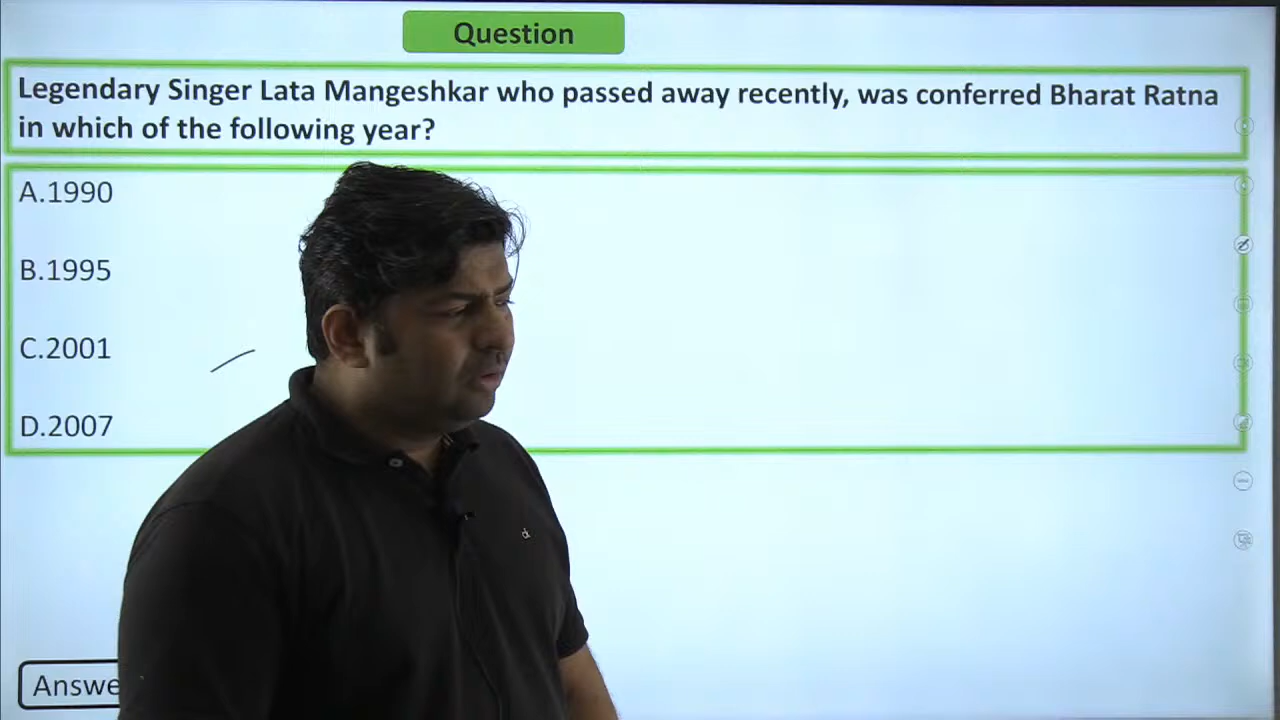 Question
Legendary Singer Lata Mangeshkar who passed away recently, was conferred Bharat Ratna
in which of the following year?
A.1990
B.1995
C.2001
D.2007